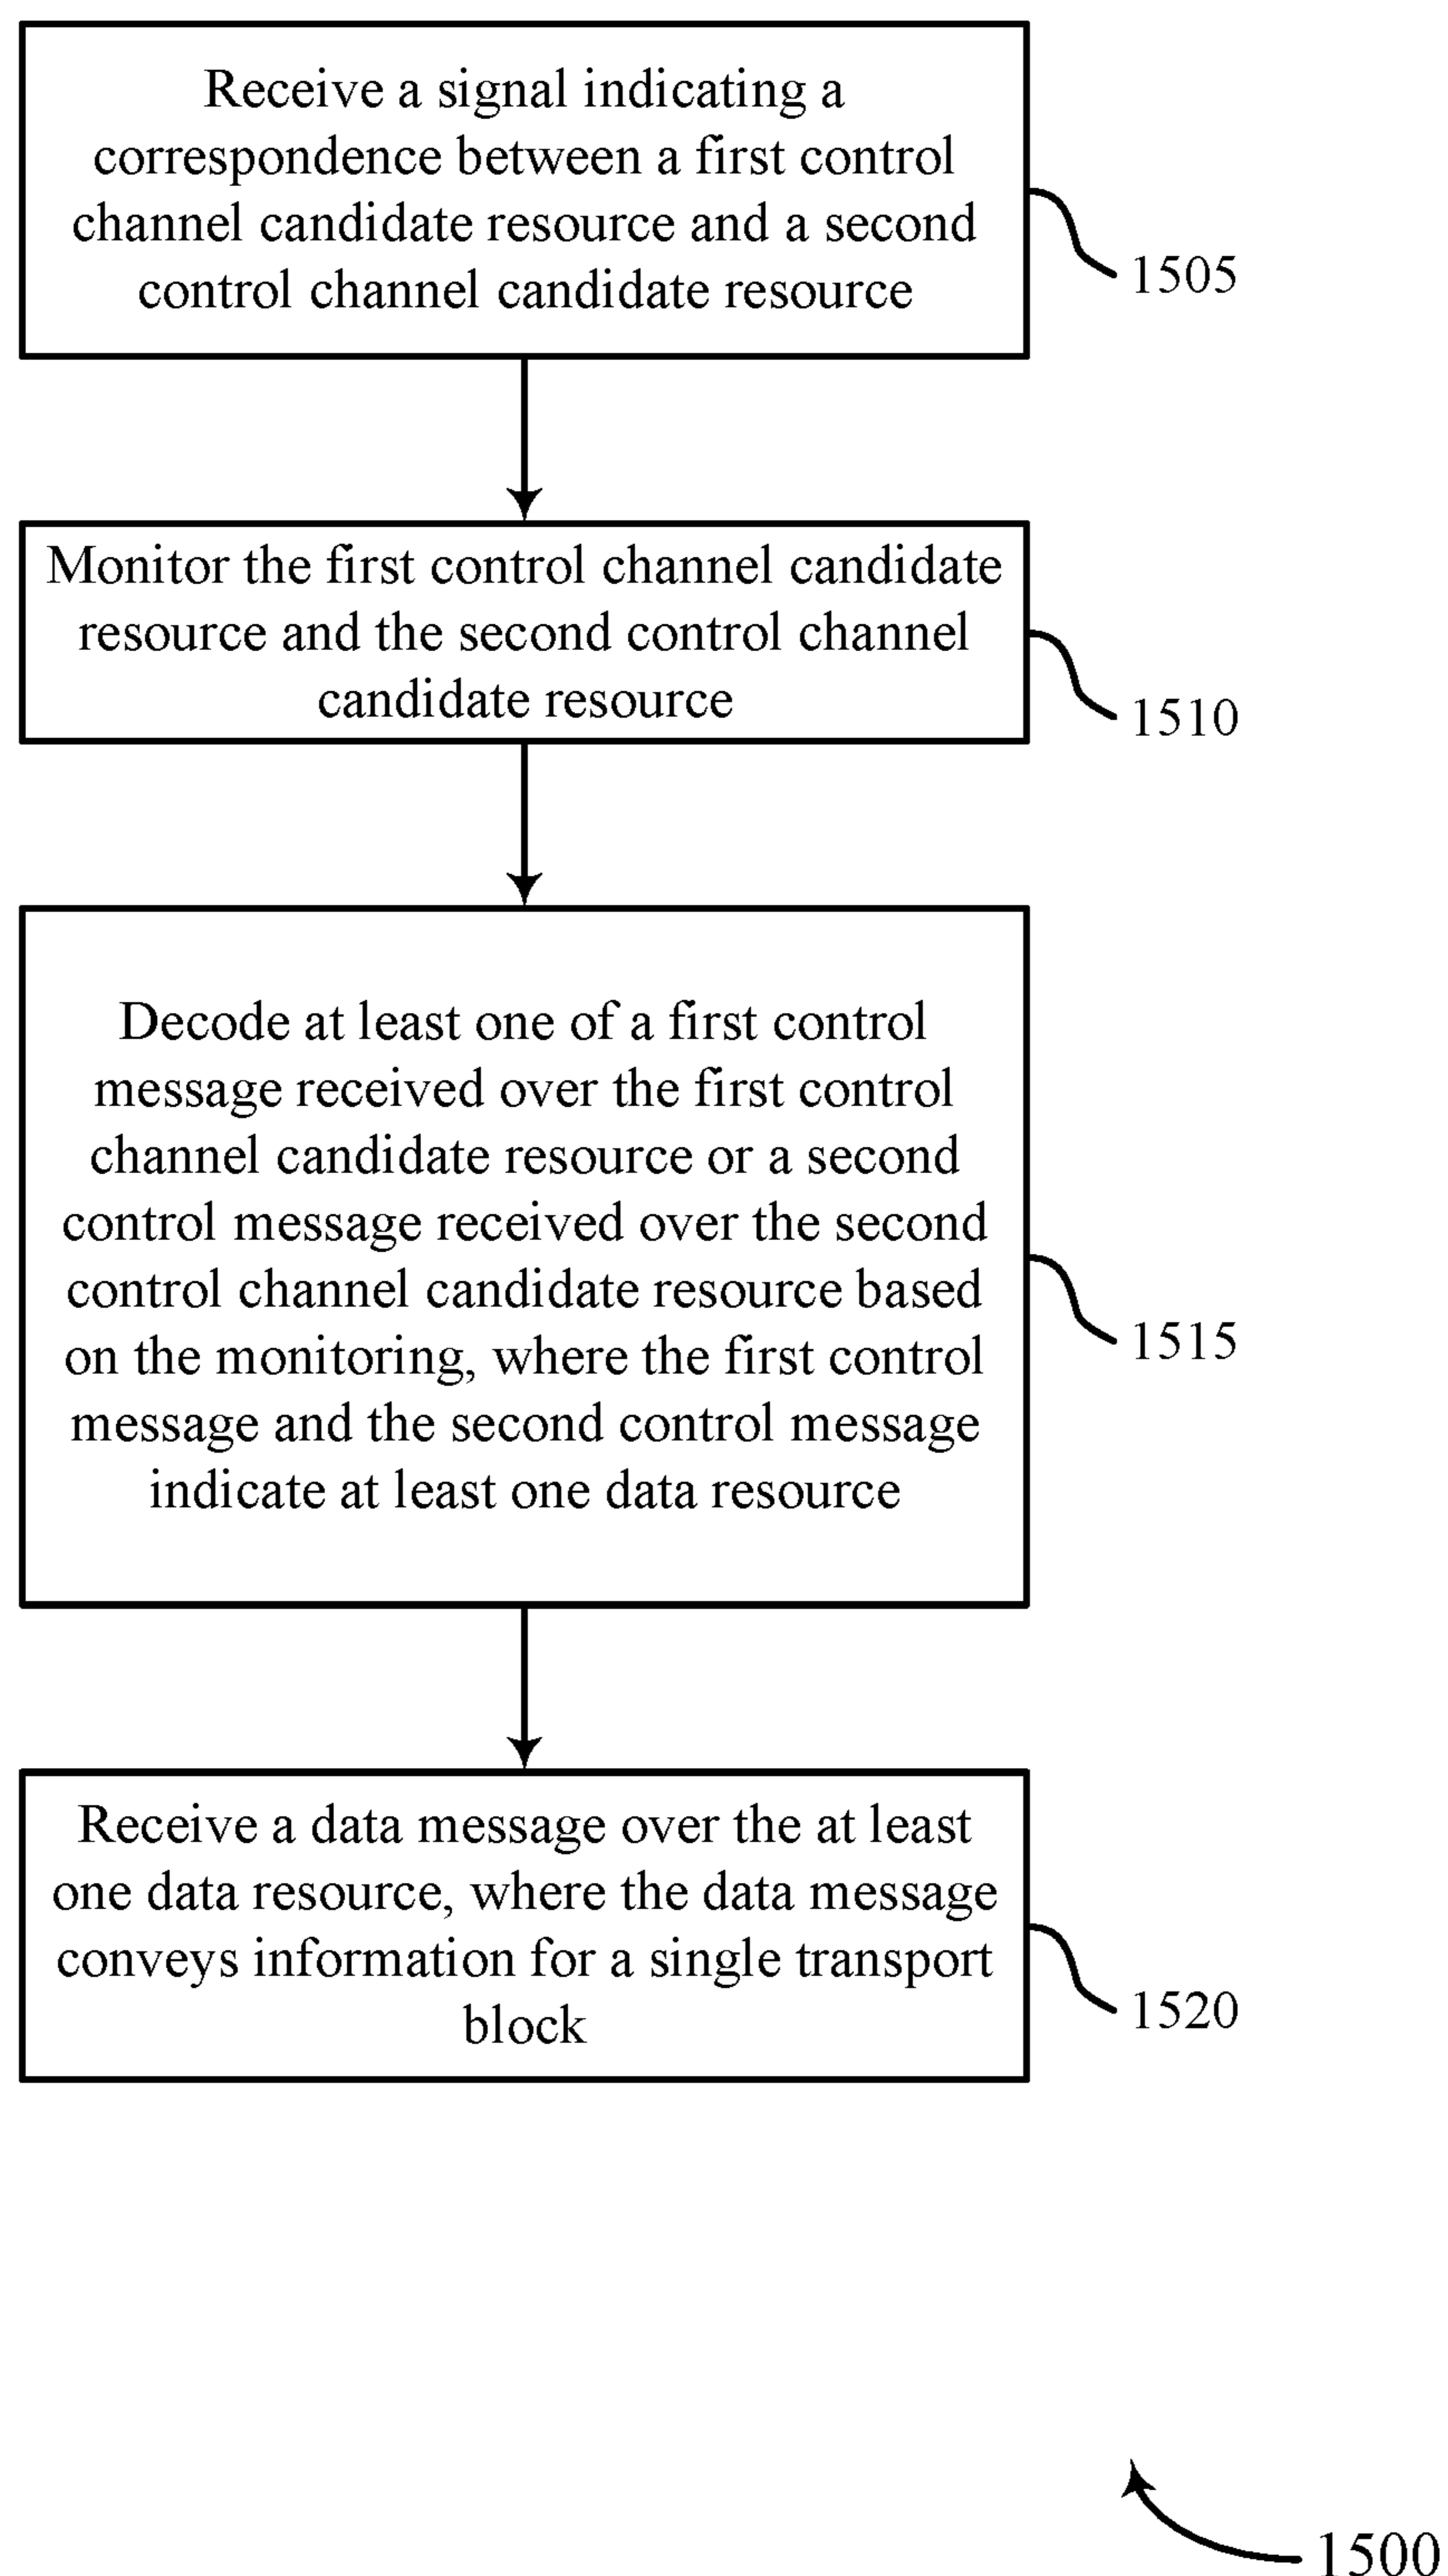 Receive a signal indicating a
correspondence between a first control
channel candidate resource and a second
control channel candidate resource
1505
Monitor the first control channel candidate
resource and the second control channel
candidate resource
1510
Decode at least one of a first control
message received over the first control
channel candidate resource or a second
control message received over the second
control channel candidate resource based
on the monitoring, where the first control
message and the second control message
indicate at least one data resource
1515
Receive a data message over the at least
one data resource, where the data message
conveys information for a single transport
block
1520
1500